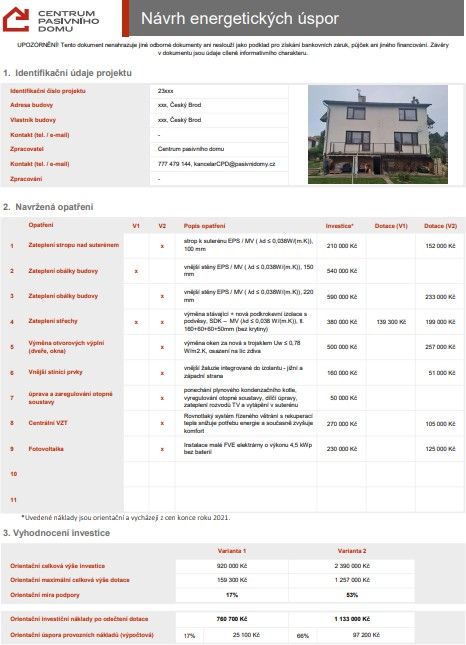 CENTRUM
PASIVNÍHO
DOMU
Návrh energetických úspor
UPOZORNĚNÍ! Tento dokument nenahrazuje jiné odborné dokumenty ani neslouží jako podklad pro získání bankovních záruk, půjček ani jiného financování. Závěry
v dokumentu jsou údaje cíleně informativního charakteru.
1. Identifikační údaje projektu
Identifikační číslo projektu 23xxx
Adresa budovy xxx, Český Brod
Vlastník budovy xxx, Český Brod
Kontakt (tel. / e-mail) -
Zpracovatel Centrum pasivního domu
Kontakt (tel. / e-mail) 777 479 144, kancelarCPD@pasivnidomy.cz
Zpracování -
2. Navržená opatření
Opatření V1 V2 Popis opatření Investice* Dotace (V1) Dotace (V2)
1 Zateplení stropu nad suterénem x strop k suterénu EPS / MV ( λd ≤ 0,038W/(m.K)),
100 mm 210 000 Kč 152 000 Kč
2 Zateplení obálky budovy x vnější stěny EPS / MV ( λd ≤ 0,038W/(m.K)), 150
mm 540 000 Kč
3 Zateplení obálky budovy x vnější stěny EPS / MV ( λd ≤ 0,038W/(m.K)), 220
mm 590 000 Kč 233 000 Kč
4 Zateplení střechy x x výměna stávající + nová podkrokevní izolace s
podvěsy, SDK – MV (λd ≤ 0,038 W/(m.K)), tl.
160+60+60+50mm (bez krytiny) 380 000 Kč 139 300 Kč 199 000 Kč
5 Výměna otvorových výplní
(dveře, okna) x výměna oken za nová s trojsklem Uw ≤ 0,78
W/m2.K, osazení na líc zdiva 500 000 Kč 257 000 Kč
6 Vnější stínící prvky x vnější žaluzie integrované do izolantu - jižní a
západní strana 160 000 Kč 51 000 Kč
7 úprava a zaregulování otopné
soustavy x ponechání plynového kondenzačního kotle,
vyregulování otopné soustavy, dílčí úpravy,
zateplení rozvodů TV a vytápění v suterénu 50 000 Kč
8 Centrální VZT x Rovnotlaký systém řízeného větrání s rekuperací
tepla snižuje potřebu energie a současně zvyšuje
komfort 270 000 Kč 105 000 Kč
9 Fotovoltaika x Instalace malé FVE elektrárny o výkonu 4,5 kWp
bez baterií 230 000 Kč 125 000 Kč
10
11
*Uvedené náklady jsou orientační a vycházejí z cen konce roku 2021.
3. Vyhodnocení investice
Varianta 1 Varianta 2
Orientační celková výše investice 920 000 Kč 2 390 000 Kč
Orientační maximální celková výše dotace 159 300 Kč 1 257 000 Kč
Orientační míra podpory 17% 53%
Orientační investiční náklady po odečtení dotace 760 700 Kč 1 133 000 Kč
Orientační úspora provozních nákladů (výpočtová) 17% 25 100 Kč 66% 97 200 Kč